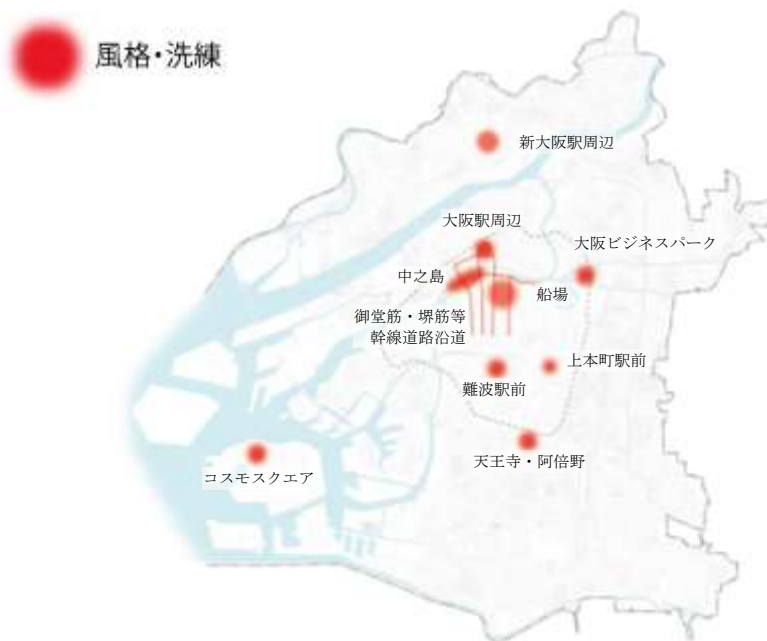 風格・洗練
新大阪駅周辺
大阪駅周辺
大阪ビジネスパーク
中之島
船場
御堂筋・堺筋等
幹線道路沿道
上本町駅前
難波駅前
天王寺・阿倍野
コスモスクエア